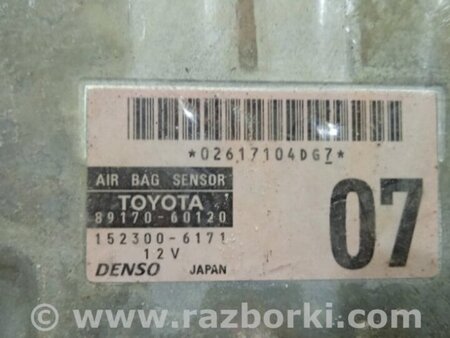 *02617104DG7*
AIR BAG SENSOR
TOYOTA
89170-60120
152300-6171
12V
DENSO JAPAN
07
© www.razborki.com